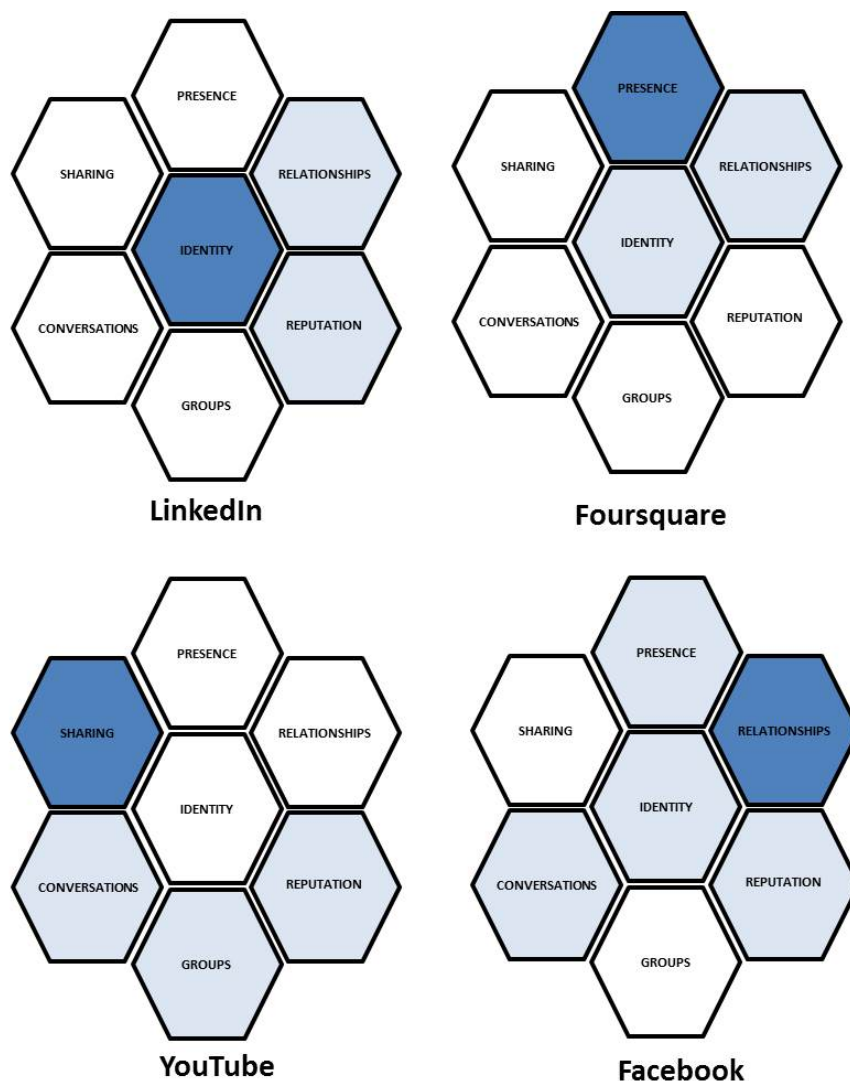 PRESENCE
SHARING
RELATIONSHIPS
IDENTITY
CONVERSATIONS
REPUTATION
GROUPS
LinkedIn
PRESENCE
SHARING
RELATIONSHIPS
IDENTITY
CONVERSATIONS
REPUTATION
GROUPS
Foursquare
PRESENCE
SHARING
RELATIONSHIPS
IDENTITY
CONVERSATIONS
REPUTATION
GROUPS
YouTube
PRESENCE
SHARING
RELATIONSHIPS
IDENTITY
CONVERSATIONS
REPUTATION
GROUPS
Facebook